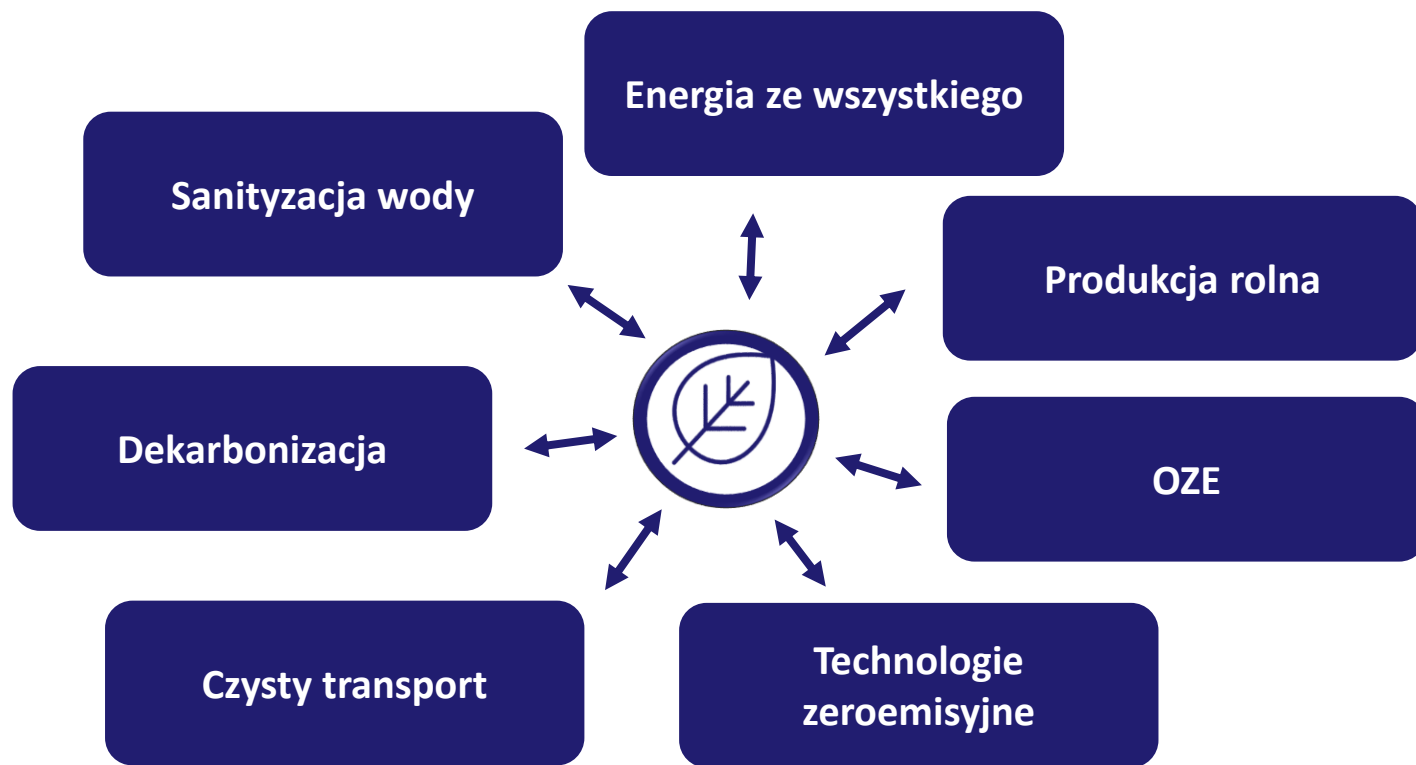 Energia ze wszystkiego
Sanityzacja wody
Produkcja rolna
Dekarbonizacja
OZE
Czysty transport
Technologie
zeroemisyjne